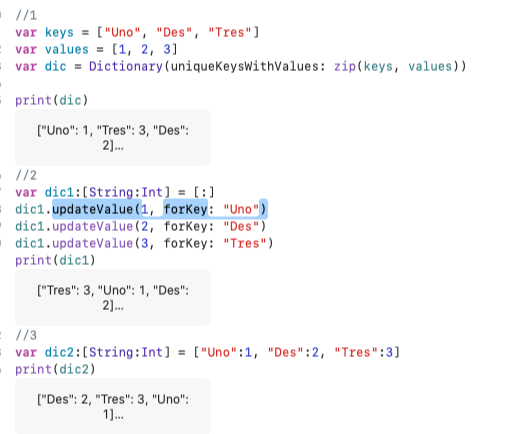 //1
var keys = ["Uno", "Des", "Tres"]
var values = [1, 2, 3]
var dic = Dictionary(uniqueKeysWithValues: zip(keys, values))
print(dic)
["Uno": 1, "Tres": 3, "Des":
2]...
//2
var dic1:[String:Int] = [:]
dic1.updateValue(1, forKey: "Uno")
dic1.updateValue(2, forKey: "Des")
dic1.updateValue(3, forKey: "Tres")
print(dic1)
["Tres": 3, "Uno": 1, "Des":
2]...
//3
var dic2:[String:Int] = ["Uno":1, "Des":2, "Tres":3]
print(dic2)
["Des": 2, "Tres": 3, "Uno":
1]...